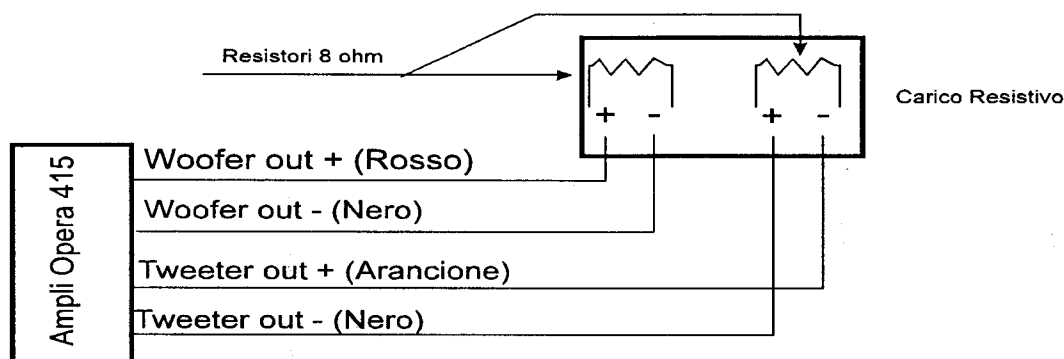 Resistori 8 ohm
+ - + -
Carico Resistivo
Ampli Opera 415
Woofer out + (Rosso)
Woofer out - (Nero)
Tweeter out + (Arancione)
Tweeter out - (Nero)